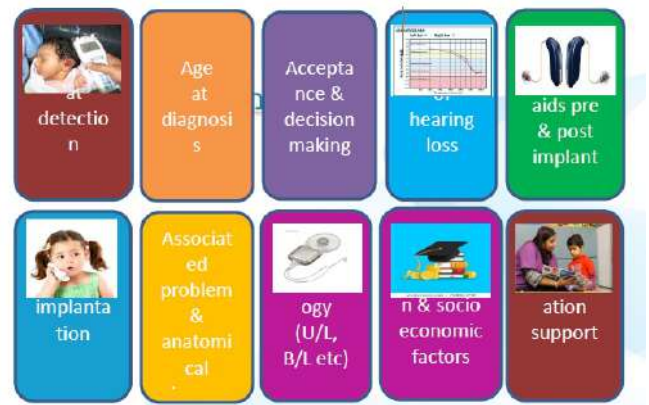 at
detectio
n
Age
at
diagnosi
s
Accepta
nce &
decision
making
hearing
loss
aids pre
& post
implant
implanta
tion
Associat
ed
problem
&
anatomi
cal
ogy
(U/L,
B/L etc)
n & socio
economic
factors
ation
support